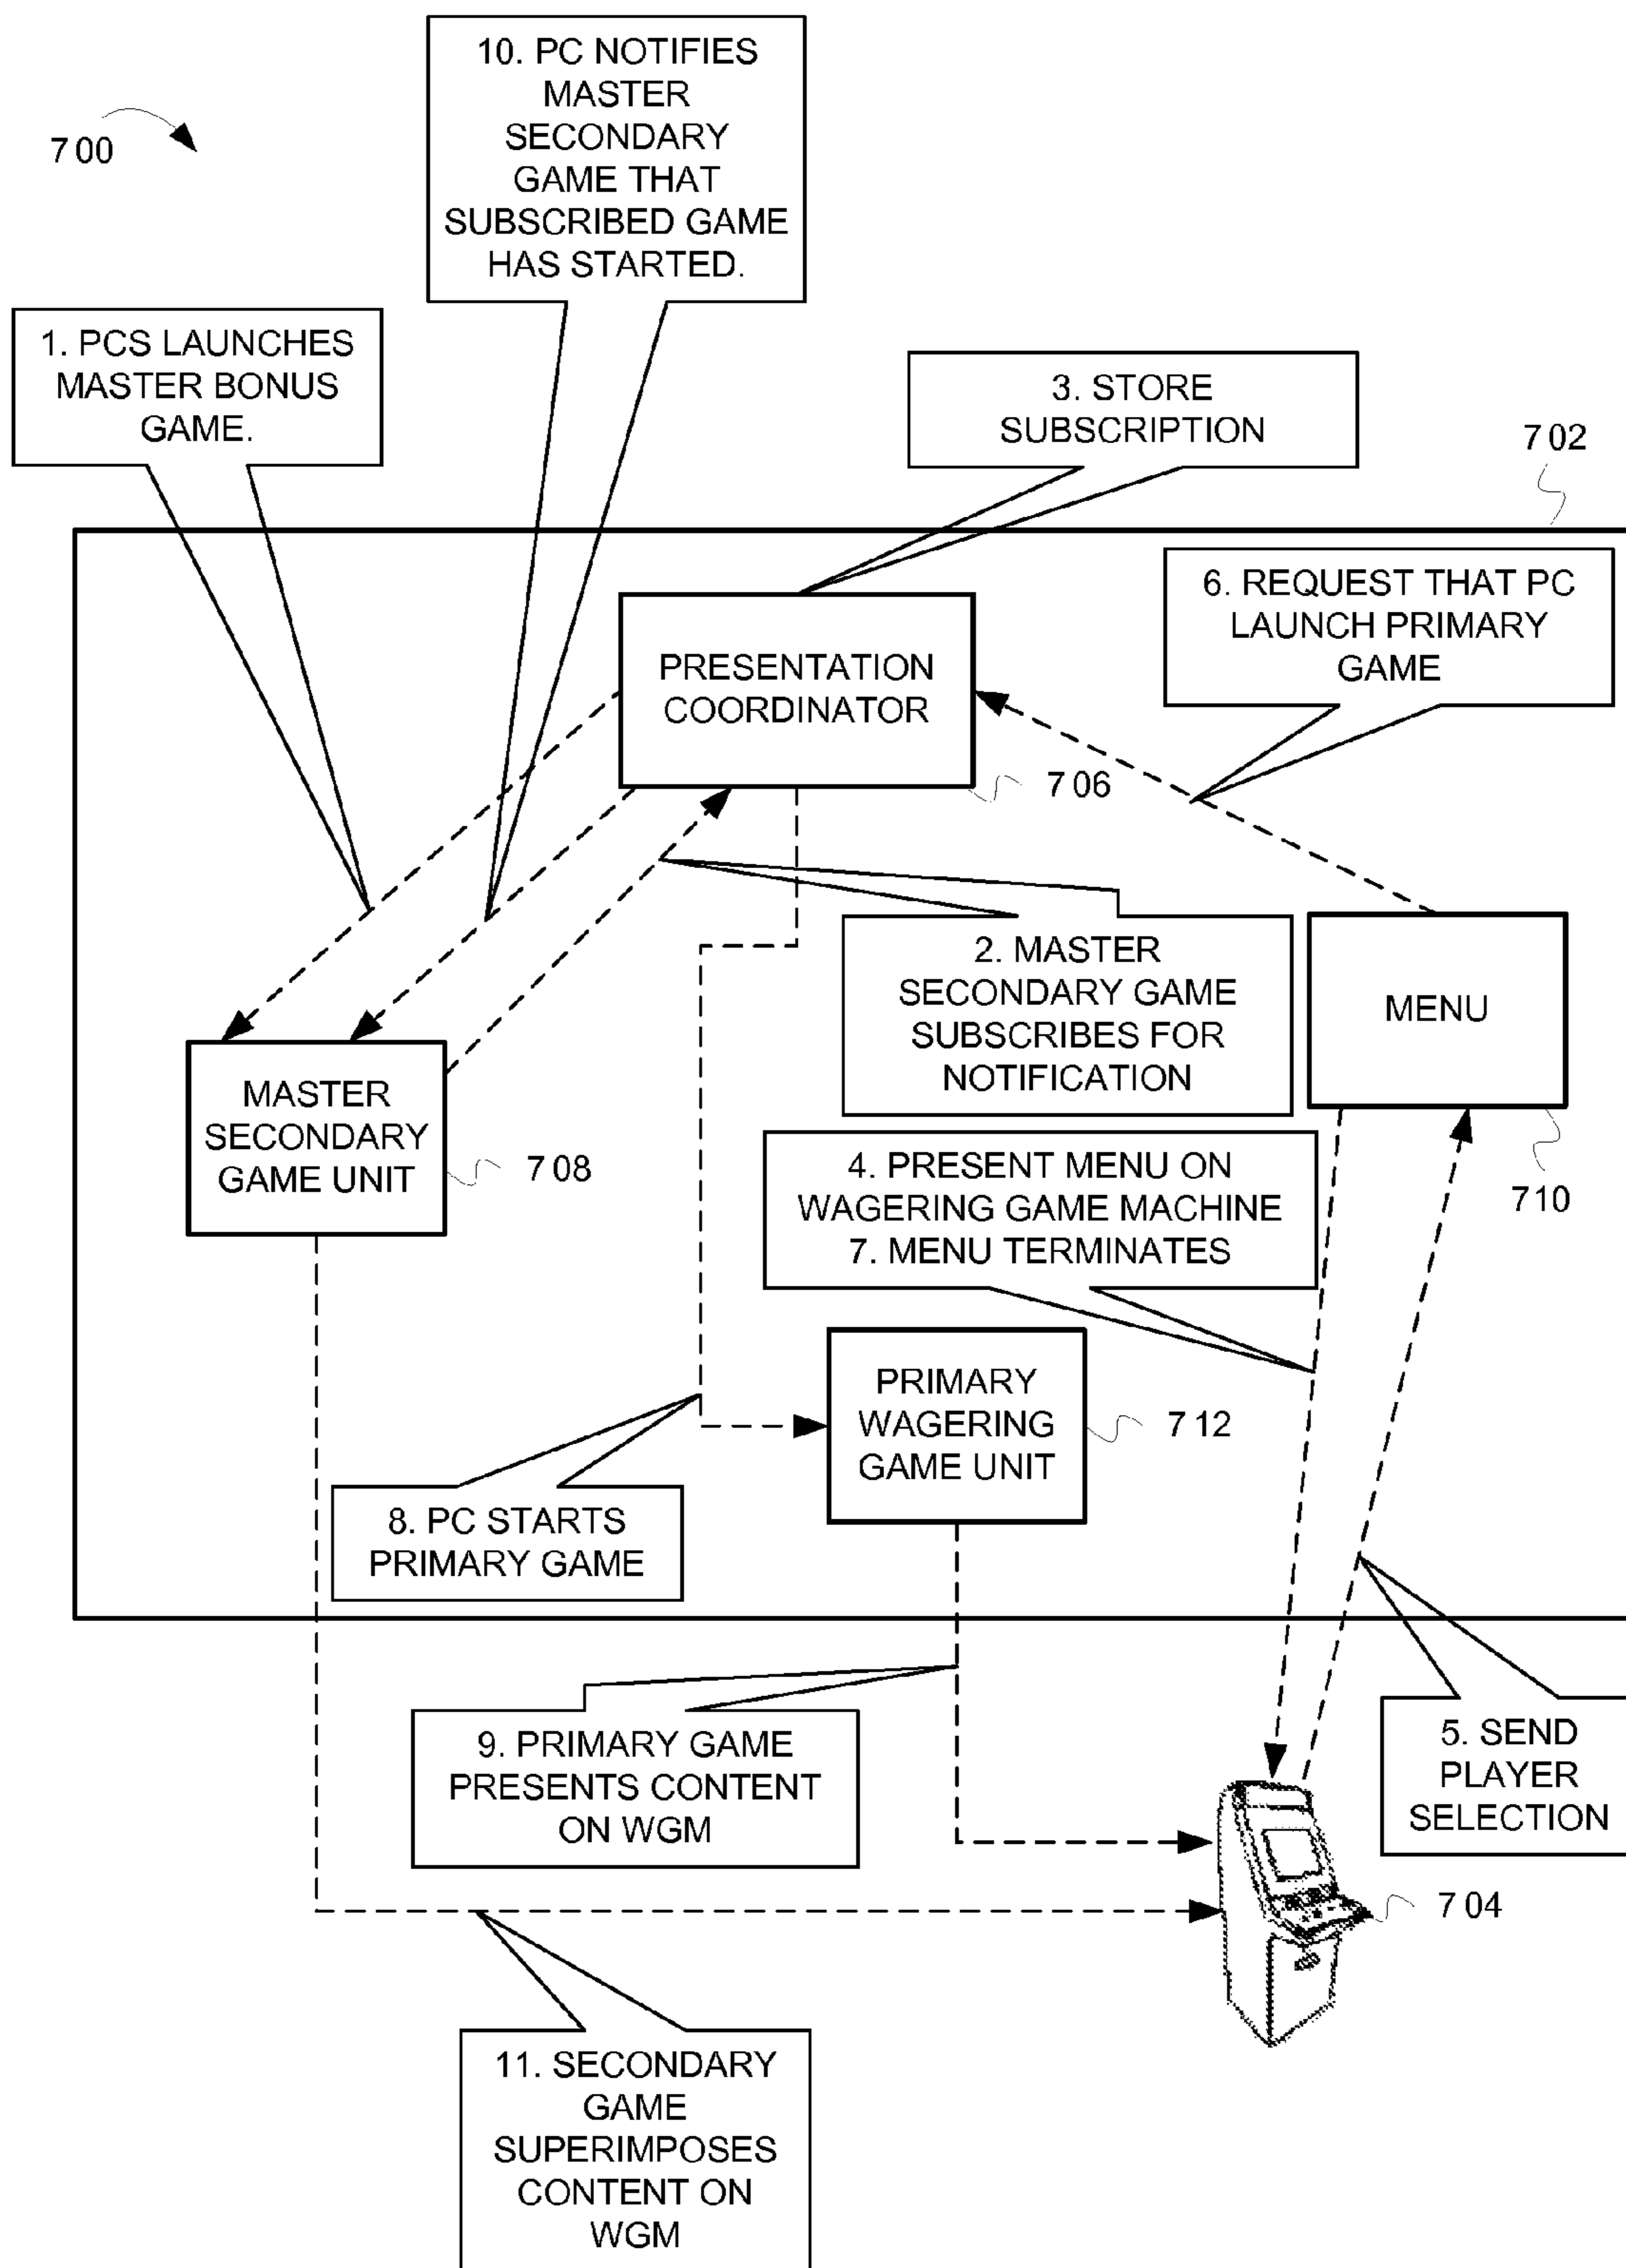 10. PC NOTIFIES
MASTER
SECONDARY
GAME THAT
SUBSCRIBED GAME
HAS STARTED.
700
1. PCS LAUNCHES
MASTER BONUS
GAME.
3. STORE
SUBSCRIPTION
702
6. REQUEST THAT PC
LAUNCH PRIMARY
GAME
PRESENTATION
COORDINATOR
706
2. MASTER
SECONDARY GAME
SUBSCRIBES FOR
NOTIFICATION
MENU
710
MASTER
SECONDARY
GAME UNIT
708
4. PRESENT MENU ON
WAGERING GAME MACHINE
7. MENU TERMINATES
PRIMARY
WAGERING
GAME UNIT
712
8. PC STARTS
PRIMARY GAME
9. PRIMARY GAME
PRESENTS CONTENT
ON WGM
5. SEND
PLAYER
SELECTION
704
11. SECONDARY
GAME
SUPERIMPOSES
CONTENT ON
WGM